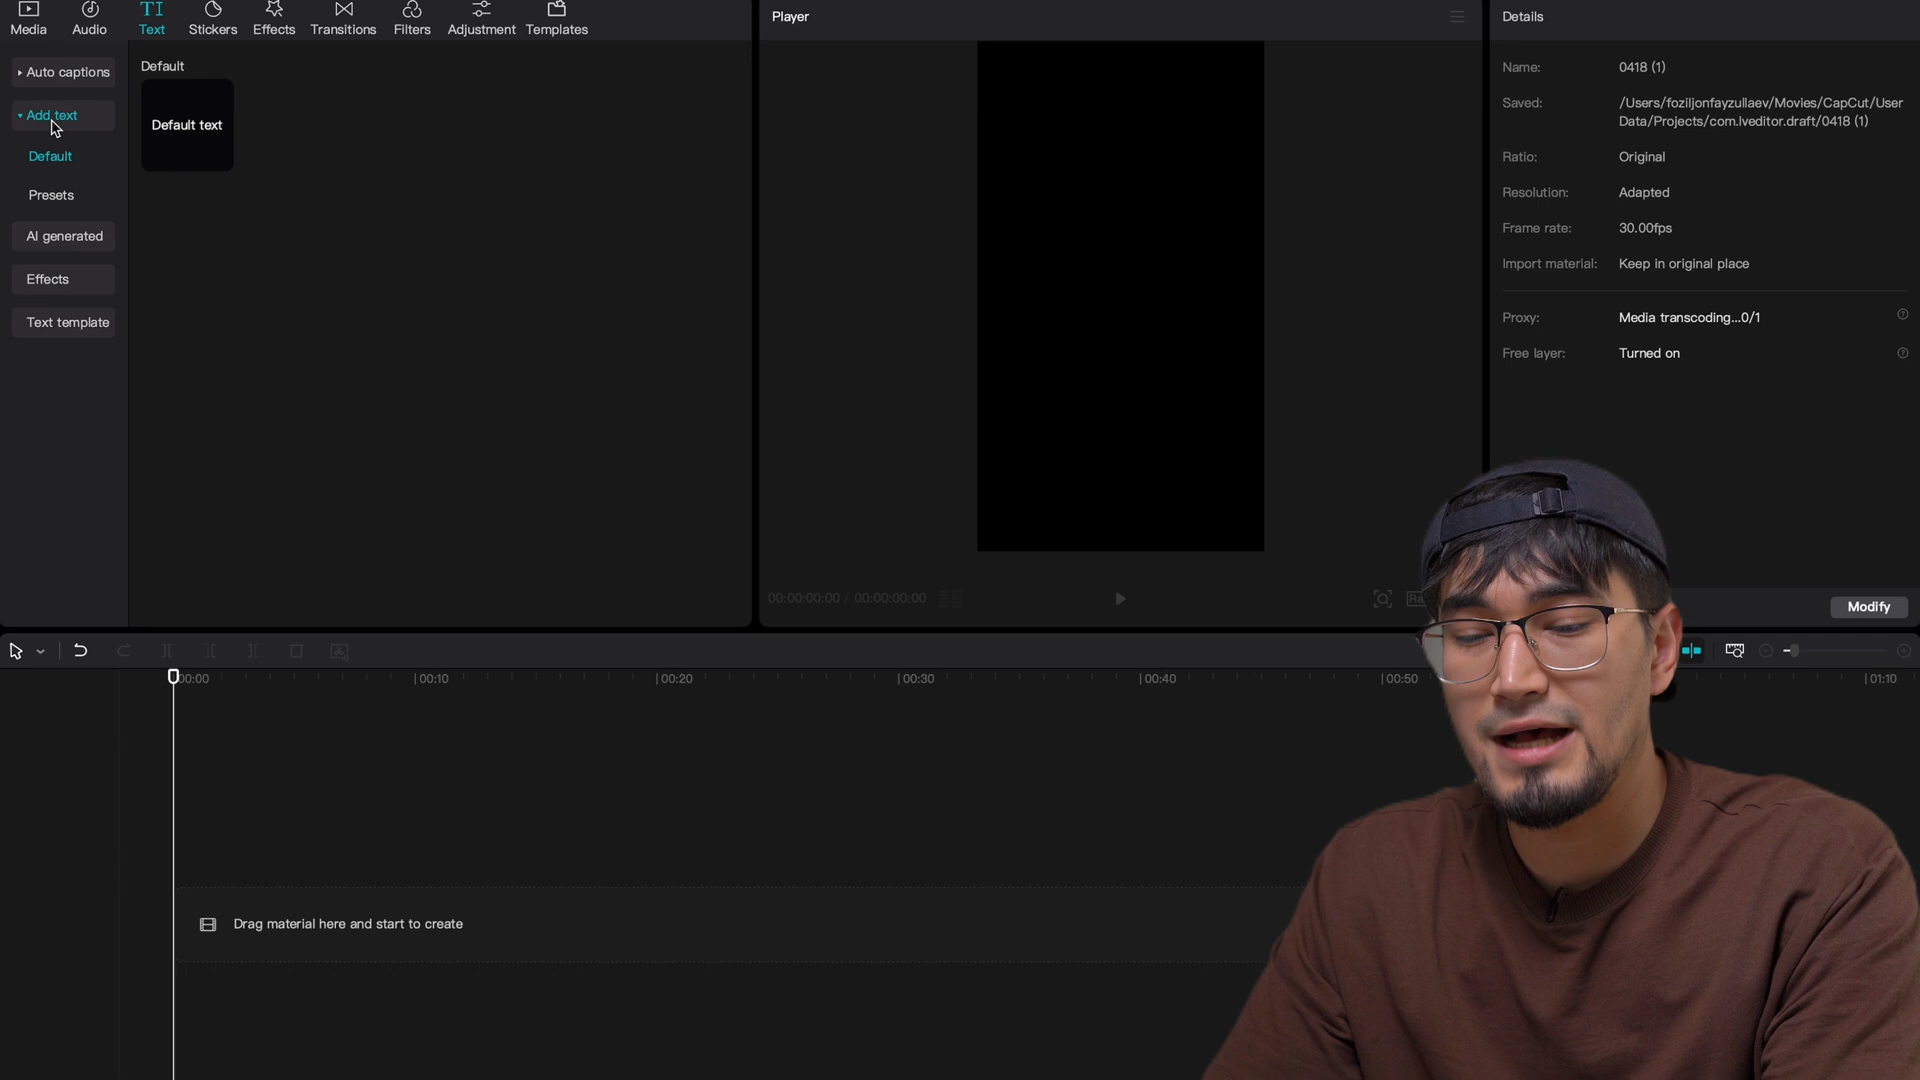 Media Audio Text Stickers Effects Transitions Filters Adjustment Templates
Auto captions
Add text
Default
Presets
AI generated
Effects
Text template
Default
Default text
Player
00:00:00:00 / 00:00:00:00
Details
Name: 0418 (1)
Saved: /Users/foziljonfayzullaev/Movies/CapCut/User
Data/Projects/com.lveditor.draft/0418 (1)
Ratio: Original
Resolution: Adapted
Frame rate: 30.00fps
Import material: Keep in original place
Proxy: Media transcoding...0/1
Free layer: Turned on
Modify
00:00 00:10 00:20 00:30 00:40 00:50 01:10
Drag material here and start to create